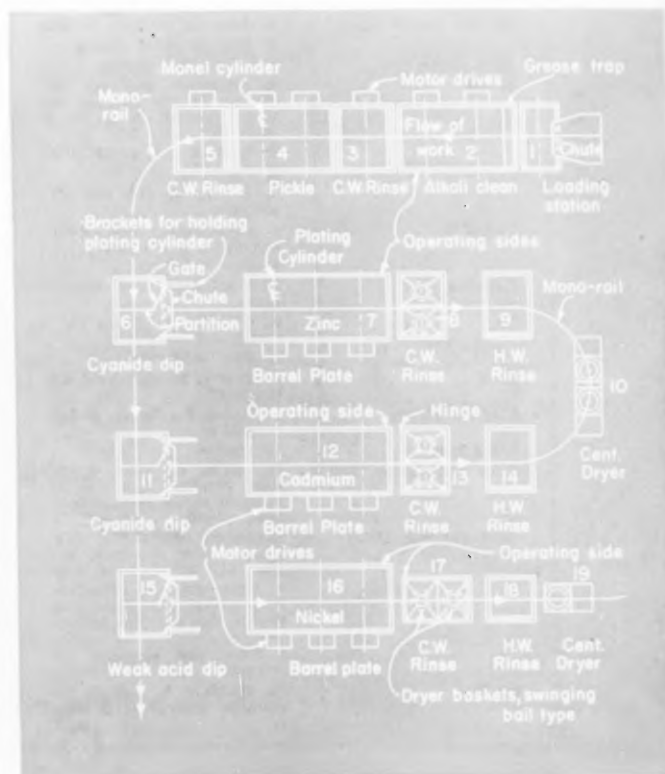 Monel cylinder
Motor drives
Grease trap
Mono-
rail
Flow of
work
5
4
3
2
1
Chute
C.W. Rinse
Pickle
C.W. Rinse
Alkali clean
Loading
station
Brackets for holding
plating cylinder
Plating
Cylinder
Operating sides
Gate
Chute
Partition
Mono-rail
6
Zinc
7
8
9
10
Cyanide dip
Barrel Plate
C.W.
Rinse
H.W.
Rinse
Operating side
Hinge
Cent.
Dryer
11
12
Cadmium
13
14
Cyanide dip
Barrel Plate
C.W.
Rinse
H.W.
Rinse
Motor drives
Operating side
15
16
Nickel
17
18
19
Weak acid dip
Barrel plate
C.W.
Rinse
H.W.
Rinse
Cent.
Dryer
Dryer baskets, swinging
bail type